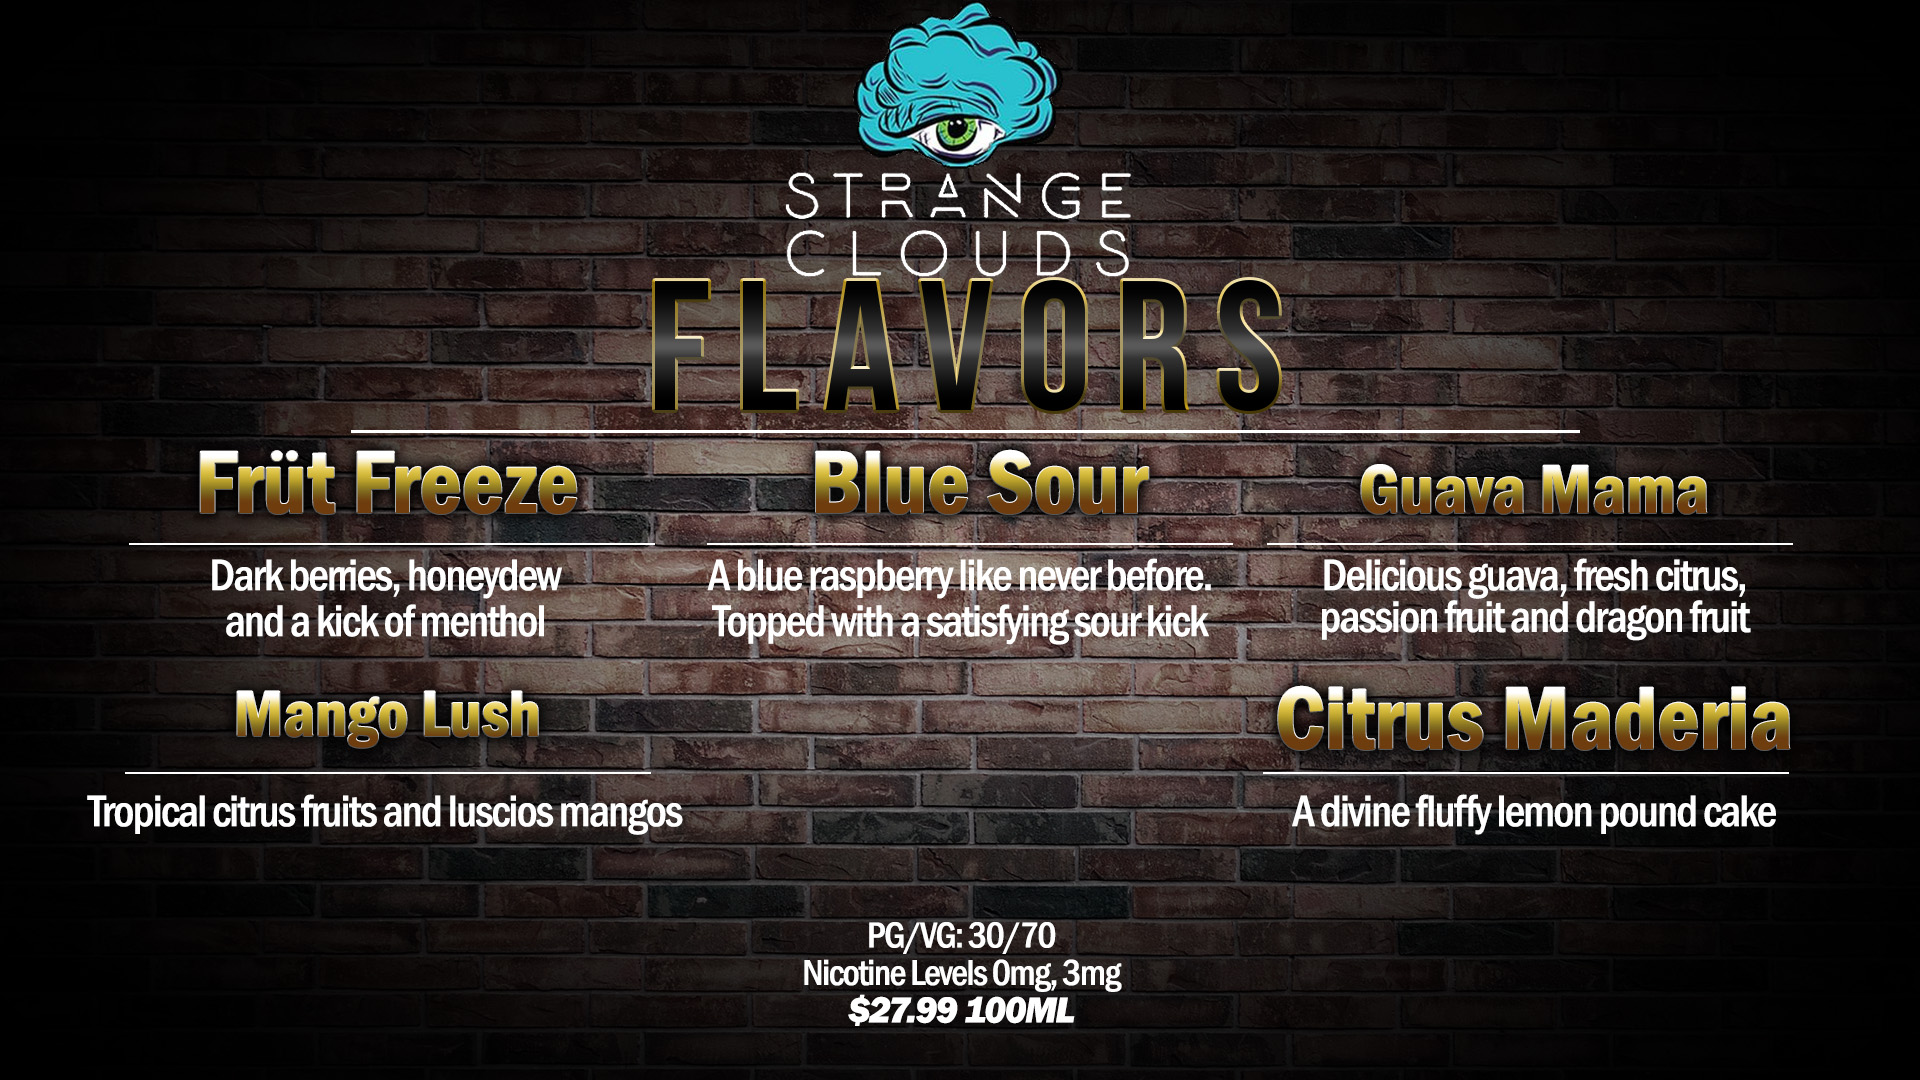 STRANGE
CLOUDS
FLAVORS
Früt Freeze
Dark berries, honeydew
and a kick of menthol
Blue Sour
A blue raspberry like never before.
Topped with a satisfying sour kick
Guava Mama
Delicious guava, fresh citrus,
passion fruit and dragon fruit
Mango Lush
Tropical citrus fruits and luscios mangos
Citrus Maderia
A divine fluffy lemon pound cake
PG/VG: 30/70
Nicotine Levels 0mg, 3mg
$27.99 100ML